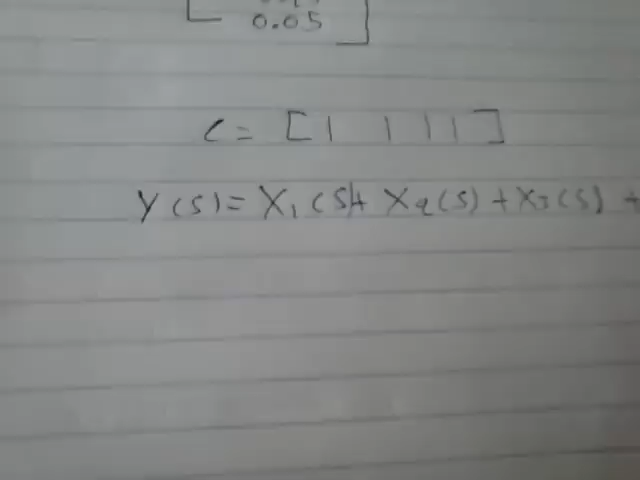 0.05
C = [1 1 1 1]
Y(s) = X₁(s) + X₂(s) + X₃(s) +